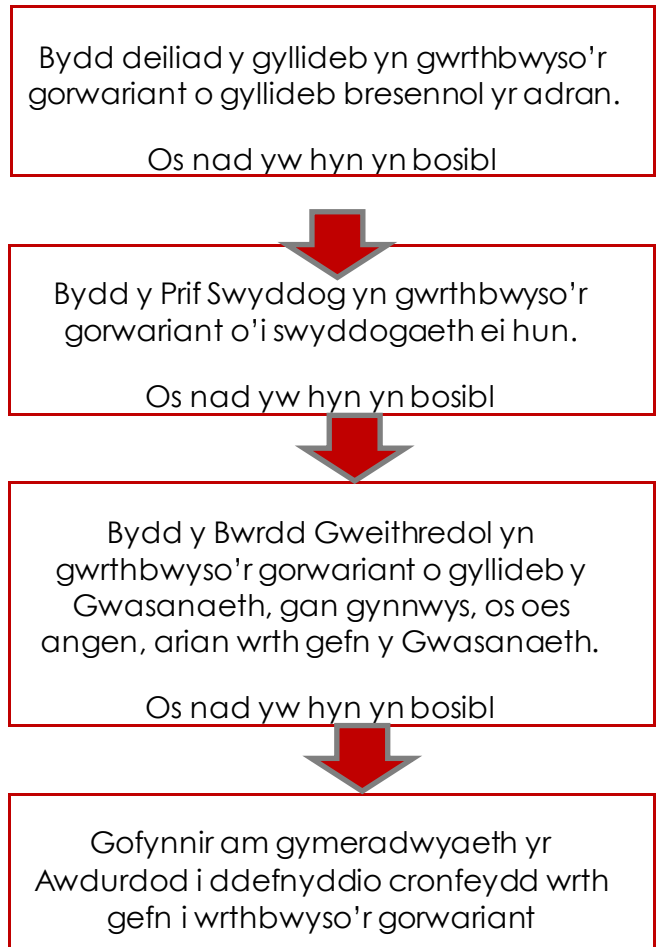 Bydd deiliad y gyllideb yn gwrthbwyso’r
gorwariant o gyllideb bresennol yr adran.
Os nad yw hyn yn bosibl
Bydd y Prif Swyddog yn gwrthbwyso’r
gorwariant o’i swyddogaeth ei hun.
Os nad yw hyn yn bosibl
Bydd y Bwrdd Gweithredol yn
gwrthbwyso’r gorwariant o gyllideb y
Gwasanaeth, gan gynnwys, os oes
angen, arian wrth gefn y Gwasanaeth.
Os nad yw hyn yn bosibl
Gofynnir am gymeradwyaeth yr
Awdurdod i ddefnyddio cronfeydd wrth
gefn i wrthbwyso’r gorwariant